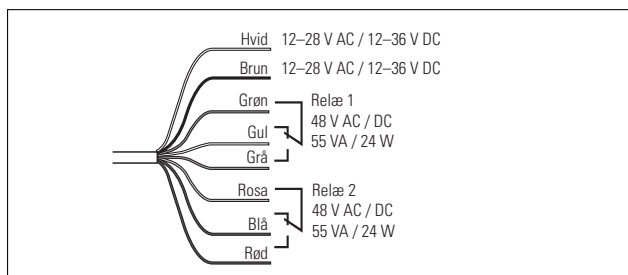 Hvid 12–28 V AC / 12–36 V DC
Brun 12–28 V AC / 12–36 V DC
Grøn Relæ 1
48 V AC / DC
Gul 55 VA / 24 W
Grå
Rosa Relæ 2
48 V AC / DC
Blå 55 VA / 24 W
Rød